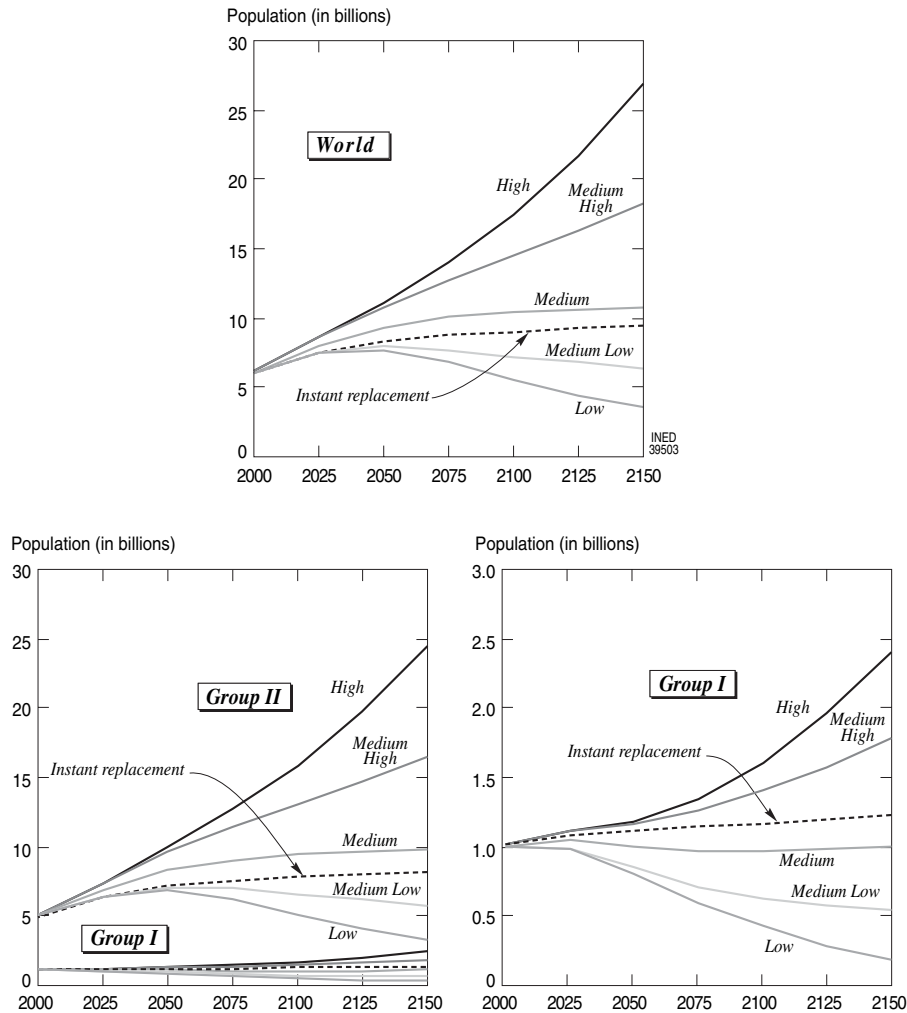 Population (in billions)
30
25
20
15
10
5
0
World
High
Medium
High
Medium
Medium Low
Instant replacement
Low
INED
39503
2000 2025 2050 2075 2100 2125 2150
Population (in billions)
30
25
20
15
10
5
0
Group II
High
Medium
High
Instant replacement
Medium
Medium Low
Low
Group I
2000 2025 2050 2075 2100 2125 2150
Population (in billions)
3.0
2.5
2.0
1.5
1.0
0.5
0
Group I
High
Medium
High
Instant replacement
Medium
Medium Low
Low
2000 2025 2050 2075 2100 2125 2150